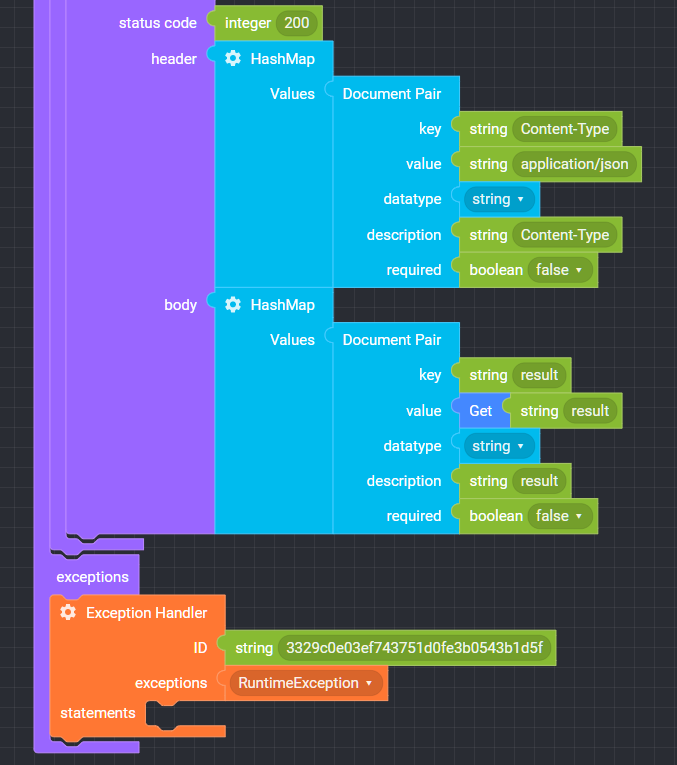 status code integer 200
header HashMap
Values Document Pair
key string Content-Type
value string application/json
datatype string
description string Content-Type
required boolean false
body HashMap
Values Document Pair
key string result
value Get string result
datatype string
description string result
required boolean false
exceptions
Exception Handler
ID string 3329c0e03ef743751d0fe3b0543b1d5f
exceptions RuntimeException
statements